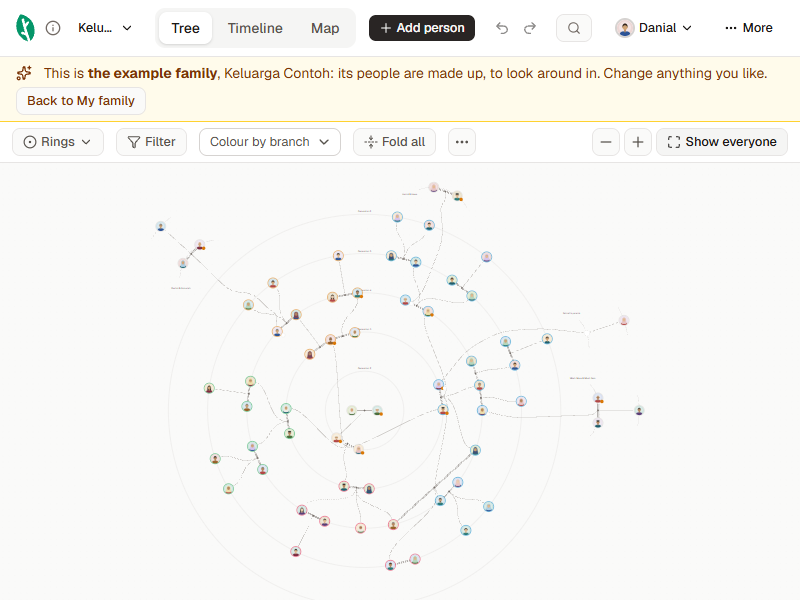 Kelu...
Tree
Timeline
Map
+ Add person
Danial
More
This is the example family, Keluarga Contoh: its people are made up, to look around in. Change anything you like.
Back to My family
Rings
Filter
Colour by branch
Fold all
Show everyone